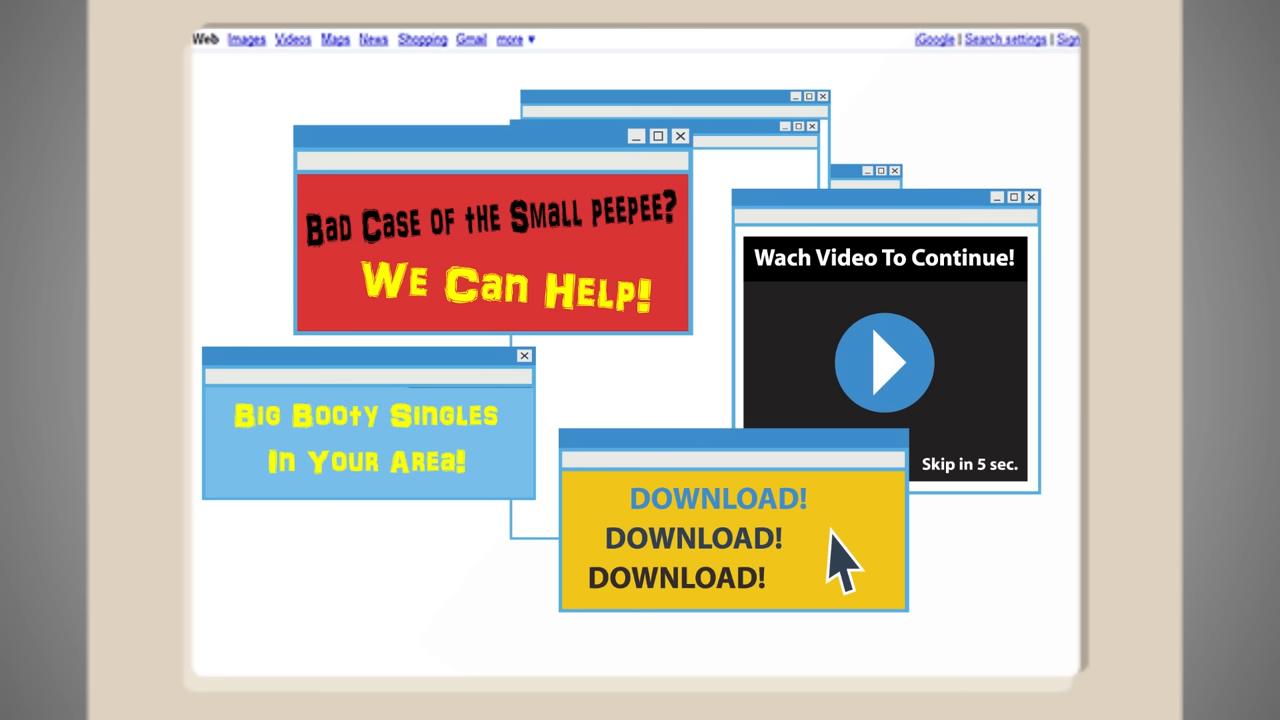 Web Images Videos Maps News Shopping Gmail more ▼
iGoogle | Search settings | Sign
Bad Case of the Small peepee?
We Can Help!
Wach Video To Continue!
Skip in 5 sec.
Big Booty Singles
In Your Area!
DOWNLOAD!
DOWNLOAD!
DOWNLOAD!